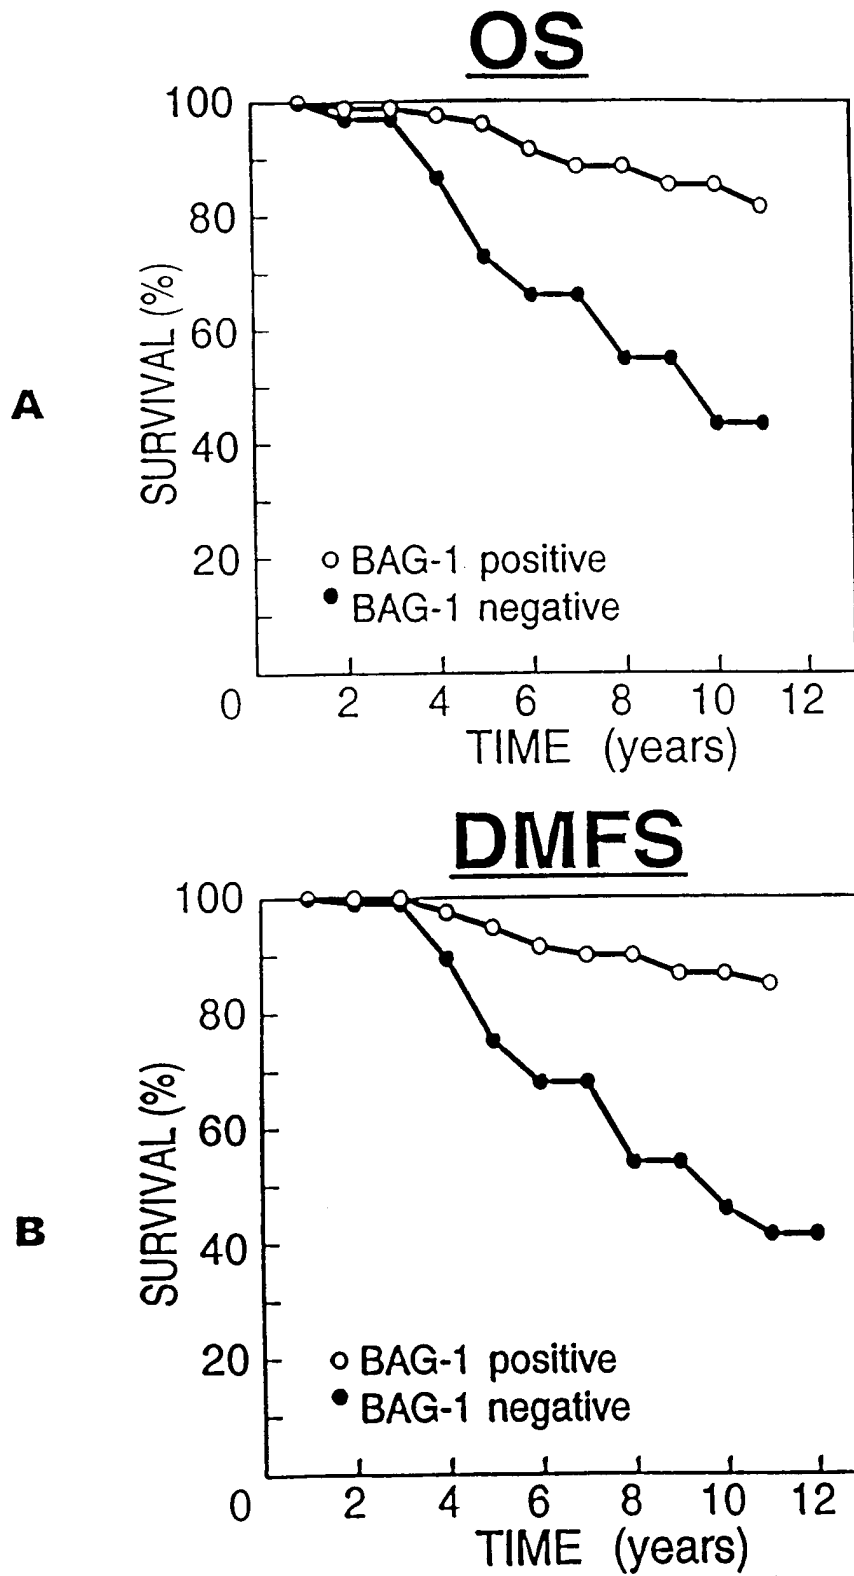 OS
100
80
60
40
20
0
SURVIVAL (%)
A
BAG-1 positive
BAG-1 negative
2 4 6 8 10 12
TIME (years)
DMFS
100
80
60
40
20
0
SURVIVAL (%)
B
BAG-1 positive
BAG-1 negative
2 4 6 8 10 12
TIME (years)